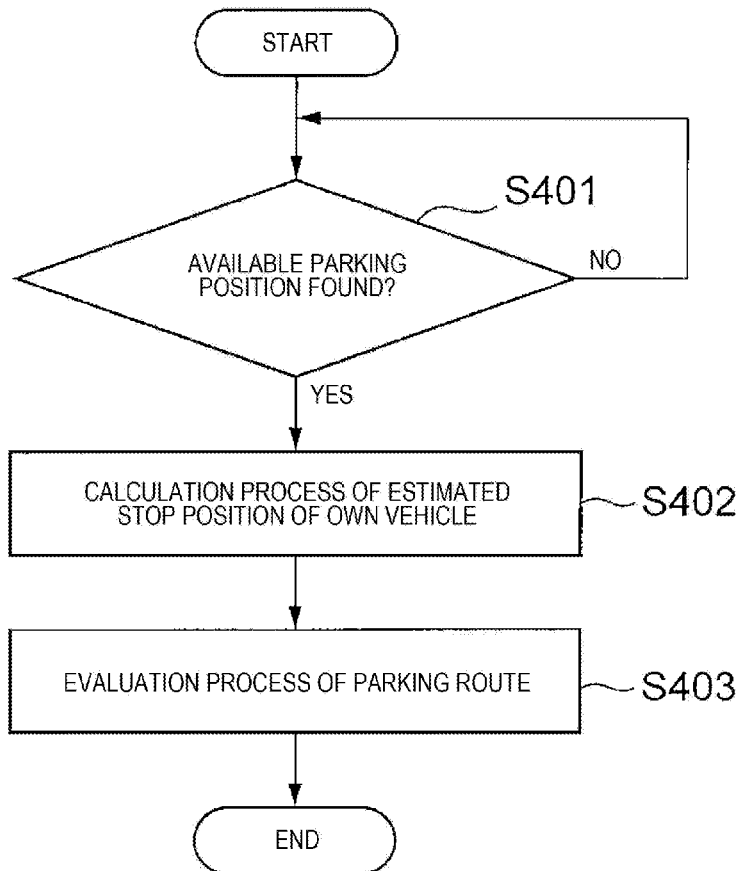 START
S401
AVAILABLE PARKING
POSITION FOUND?
NO
YES
CALCULATION PROCESS OF ESTIMATED
STOP POSITION OF OWN VEHICLE
S402
EVALUATION PROCESS OF PARKING ROUTE
S403
END